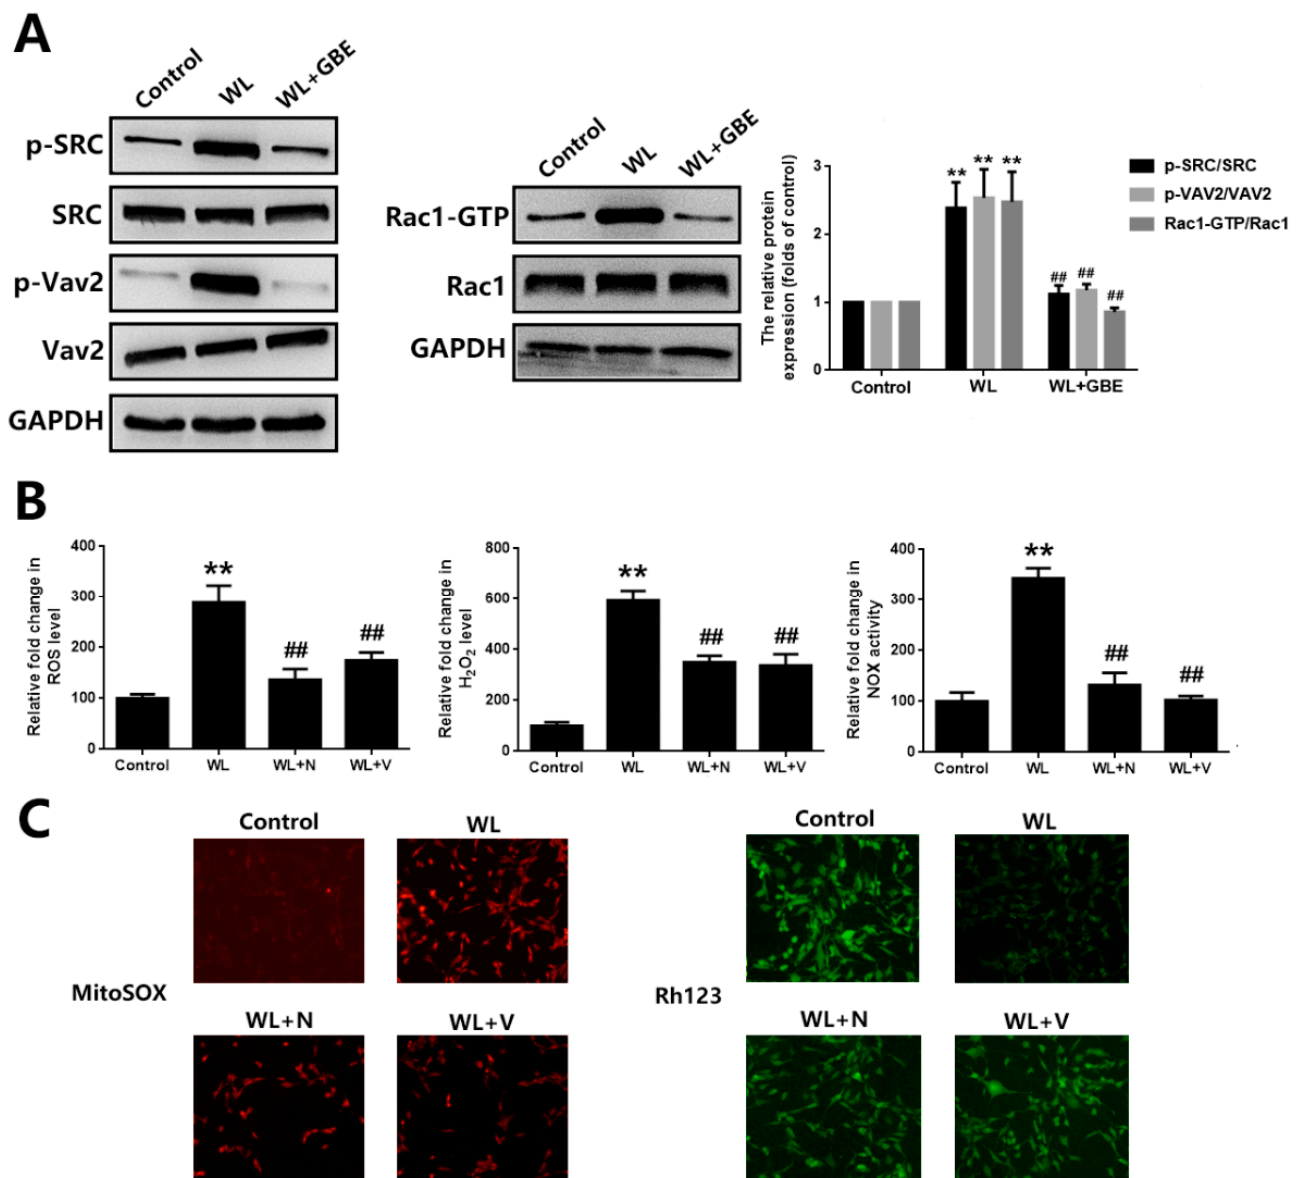 A
Control
WL
WL+GBE
p-SRC
SRC
p-Vav2
Vav2
GAPDH
Control
WL
WL+GBE
Rac1-GTP
Rac1
GAPDH
The relative protein
expression (folds of control)
3
2
1
0
** ** **
## ## ##
Control WL WL+GBE
p-SRC/SRC
p-VAV2/VAV2
Rac1-GTP/Rac1
B
Relative fold change in
ROS level
400
300
200
100
0
**
##
##
Control WL WL+N WL+V
Relative fold change in
H2O2 level
800
600
400
200
0
**
##
##
Control WL WL+N WL+V
Relative fold change in
NOX activity
400
300
200
100
0
**
##
##
Control WL WL+N WL+V
C
Control WL
MitoSOX
WL+N WL+V
Control WL
Rh123
WL+N WL+V